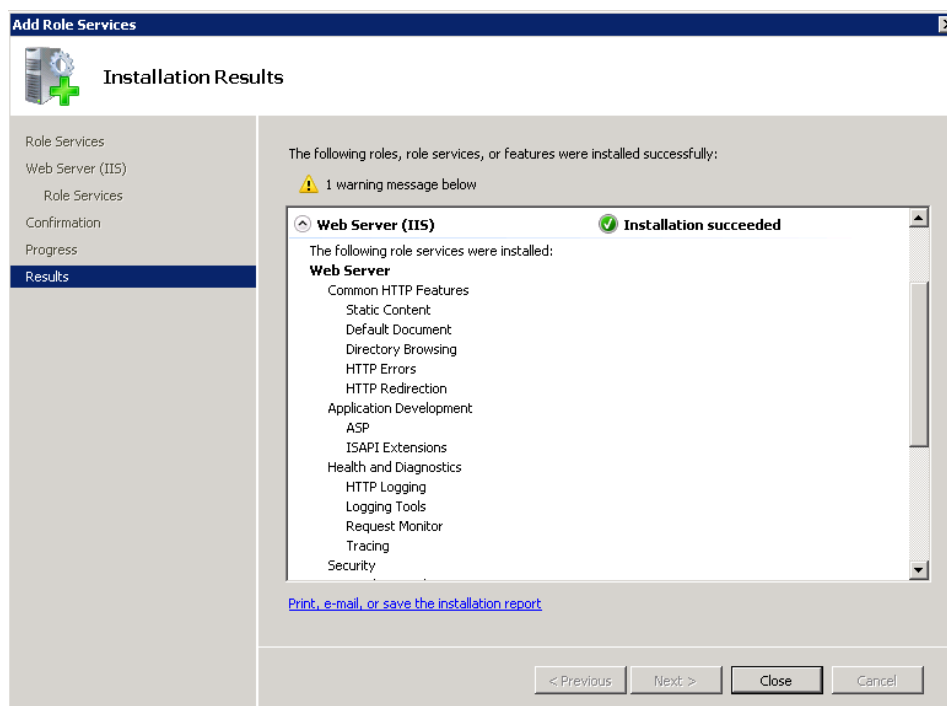 Add Role Services
Installation Results
Role Services
Web Server (IIS)
Role Services
Confirmation
Progress
Results
The following roles, role services, or features were installed successfully:
1 warning message below
Web Server (IIS) Installation succeeded
The following role services were installed:
Web Server
Common HTTP Features
Static Content
Default Document
Directory Browsing
HTTP Errors
HTTP Redirection
Application Development
ASP
ISAPI Extensions
Health and Diagnostics
HTTP Logging
Logging Tools
Request Monitor
Tracing
Security
Print, e-mail, or save the installation report
< Previous Next > Close Cancel